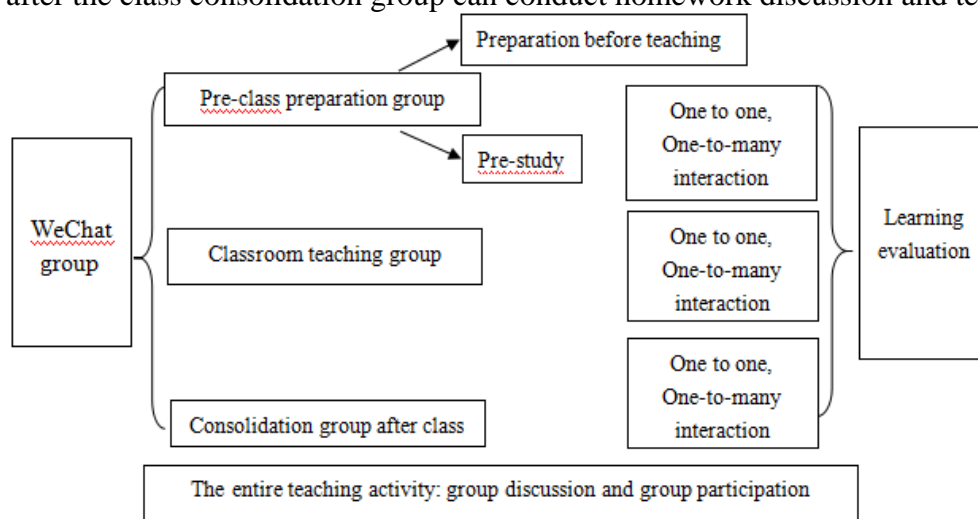 after the class consolidation group can conduct homework discussion and te
Preparation before teaching
Pre-class preparation group
Pre-study
WeChat
group
Classroom teaching group
Consolidation group after class
One to one,
One-to-many
interaction
One to one,
One-to-many
interaction
One to one,
One-to-many
interaction
Learning
evaluation
The entire teaching activity: group discussion and group participation